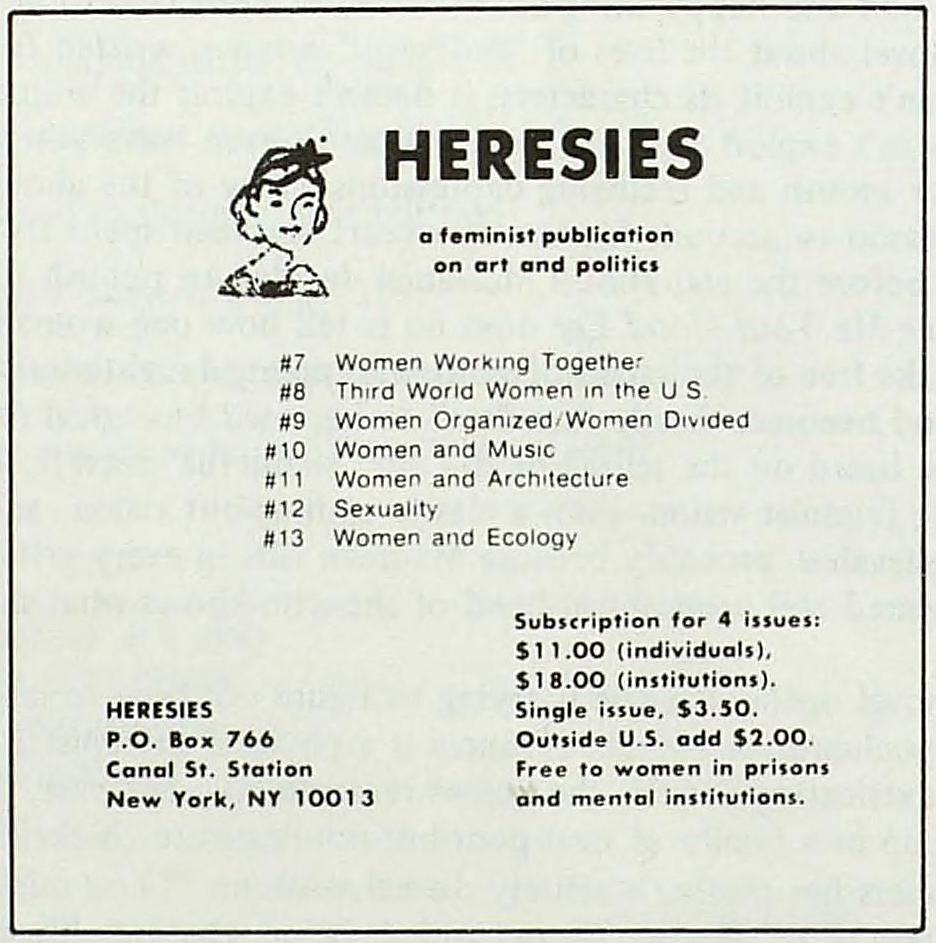 HERESIES
a feminist publication
on art and politics
#7 Women Working Together
#8 Third World Women in the U.S.
#9 Women Organized/Women Divided
#10 Women and Music
#11 Women and Architecture
#12 Sexuality
#13 Women and Ecology
Subscription for 4 issues:
$11.00 (individuals),
$18.00 (institutions).
Single issue, $3.50.
Outside U.S. add $2.00.
Free to women in prisons
and mental institutions.
HERESIES
P.O. Box 766
Canal St. Station
New York, NY 10013